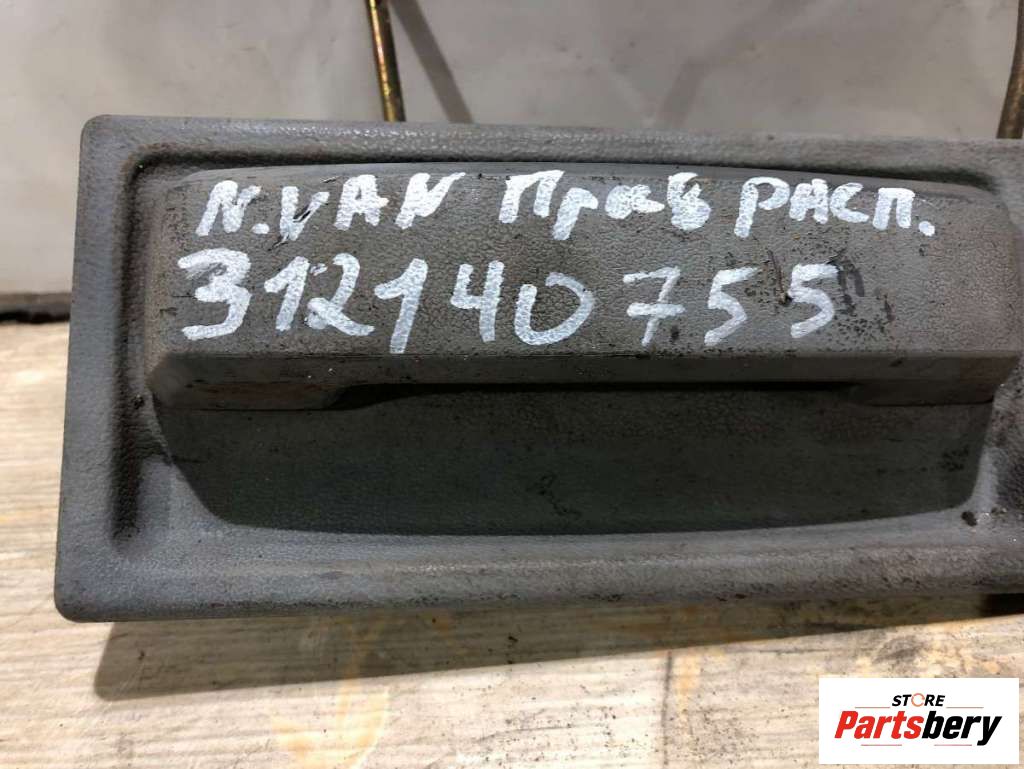 N.VAN Прав расп.
312140755
STORE
Partsbery